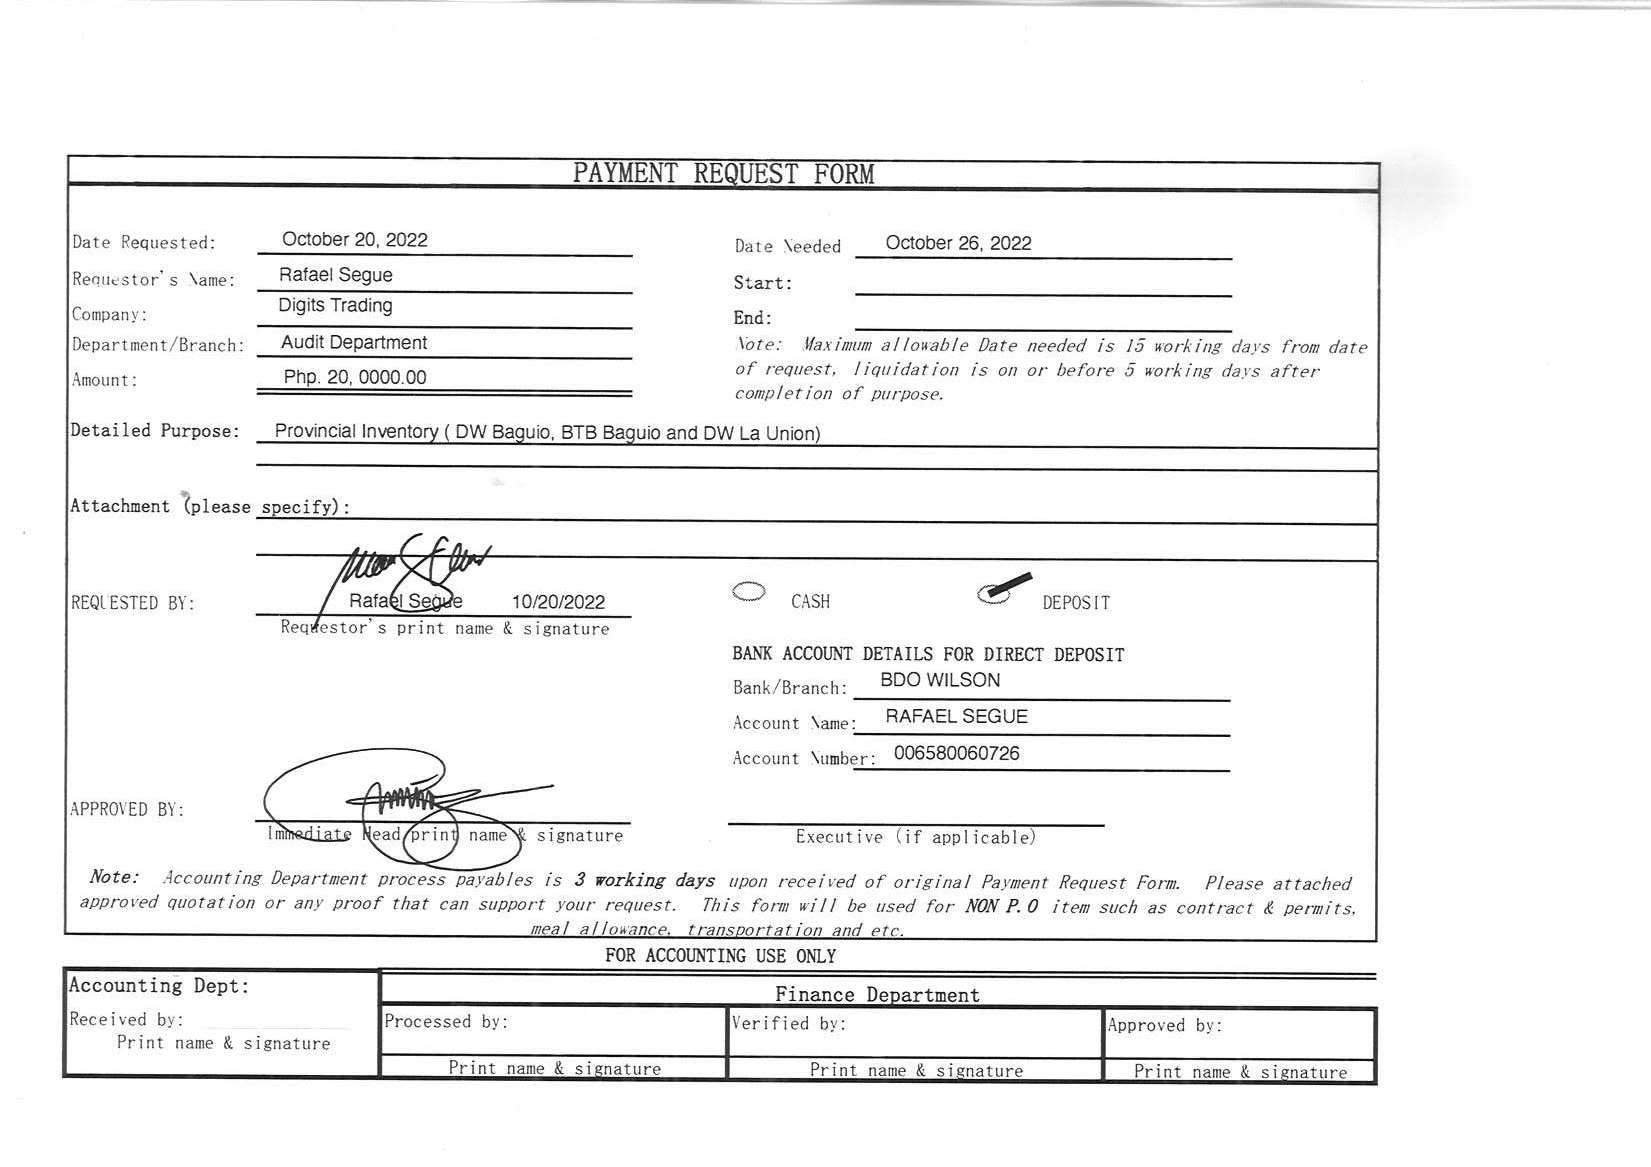 PAYMENT REQUEST FORM
Date Requested: October 20, 2022 Date Needed October 26, 2022
Requestor's Name: Rafael Segue Start:
Company: Digits Trading End:
Department/Branch: Audit Department Note: Maximum allowable Date needed is 15 working days from date
Amount: Php. 20, 0000.00 of request, liquidation is on or before 5 working days after
completion of purpose.
Detailed Purpose: Provincial Inventory ( DW Baguio, BTB Baguio and DW La Union)
Attachment (please specify):
REQUESTED BY: Rafael Segue 10/20/2022 CASH DEPOSIT
Requestor's print name & signature
BANK ACCOUNT DETAILS FOR DIRECT DEPOSIT
Bank/Branch: BDO WILSON
Account Name: RAFAEL SEGUE
Account Number: 006580060726
APPROVED BY:
Immediate Head print name & signature Executive (if applicable)
Note: Accounting Department process payables is 3 working days upon received of original Payment Request Form. Please attached
approved quotation or any proof that can support your request. This form will be used for NON P.O item such as contract & permits,
meal allowance, transportation and etc.
FOR ACCOUNTING USE ONLY
Accounting Dept: Finance Department
Received by: Processed by: Verified by: Approved by:
Print name & signature Print name & signature Print name & signature Print name & signature